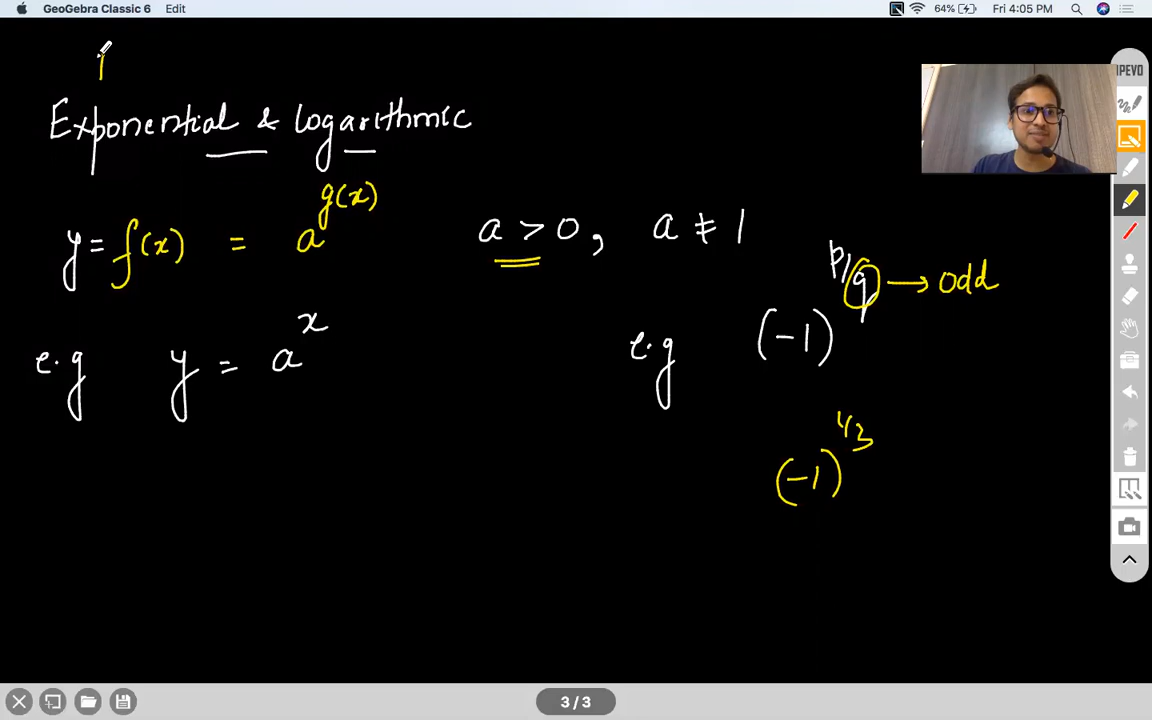 GeoGebra Classic 6 Edit 64% Fri 4:05 PM
Exponential & logarithmic
y = f(x) = a^g(x) a > 0, a ≠ 1
e.g y = a^x
e.g (-1)^p/q → odd
(-1)^1/3
3 / 3